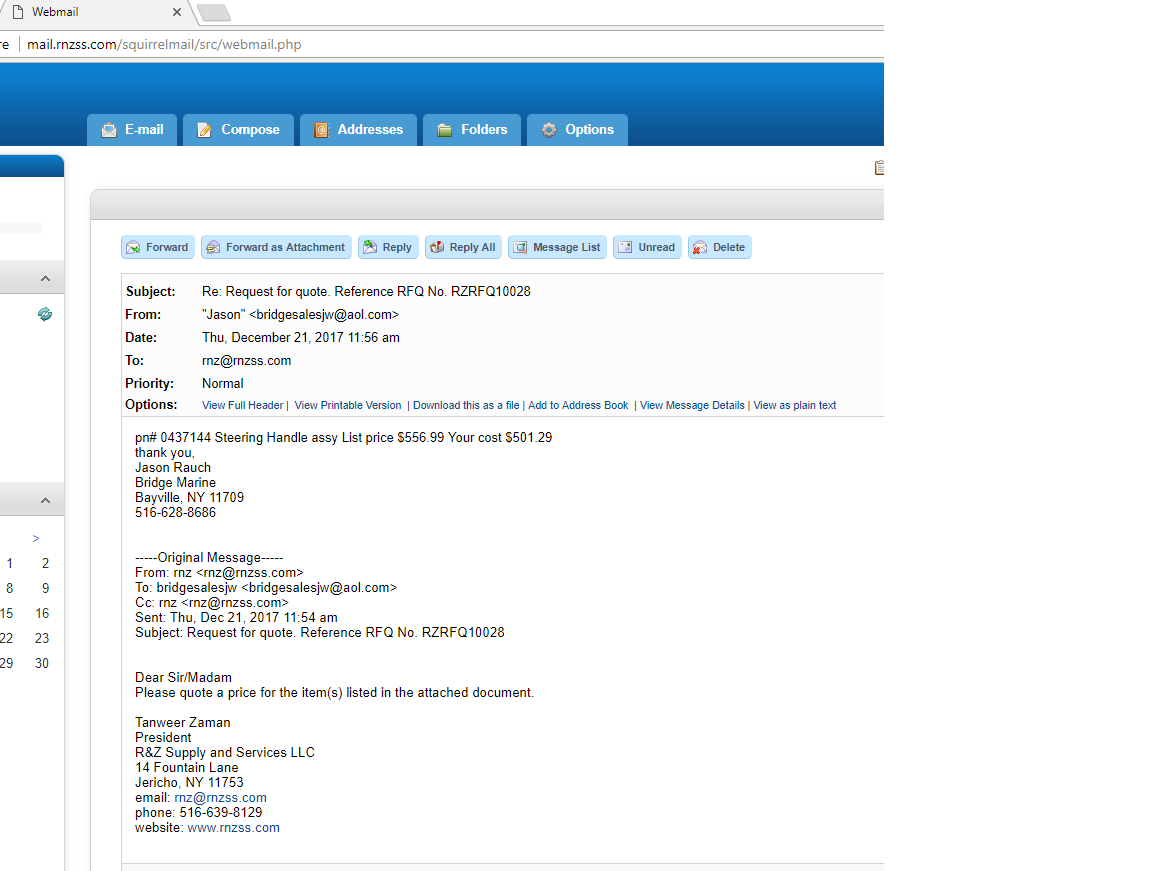 Webmail
re mail.rnzss.com/squirrelmail/src/webmail.php
E-mail Compose Addresses Folders Options
Forward Forward as Attachment Reply Reply All Message List Unread Delete
Subject: Re: Request for quote. Reference RFQ No. RZRFQ10028
From: "Jason" <bridgesalesjw@aol.com>
Date: Thu, December 21, 2017 11:56 am
To: rnz@rnzss.com
Priority: Normal
Options: View Full Header | View Printable Version | Download this as a file | Add to Address Book | View Message Details | View as plain text
pn# 0437144 Steering Handle assy List price $556.99 Your cost $501.29
thank you,
Jason Rauch
Bridge Marine
Bayville, NY 11709
516-628-8686
-----Original Message-----
From: rnz <rnz@rnzss.com>
To: bridgesalesjw <bridgesalesjw@aol.com>
Cc: rnz <rnz@rnzss.com>
Sent: Thu, Dec 21, 2017 11:54 am
Subject: Request for quote. Reference RFQ No. RZRFQ10028
Dear Sir/Madam
Please quote a price for the item(s) listed in the attached document.
Tanweer Zaman
President
R&Z Supply and Services LLC
14 Fountain Lane
Jericho, NY 11753
email: rnz@rnzss.com
phone: 516-639-8129
website: www.rnzss.com
>
1 2
8 9
15 16
22 23
29 30